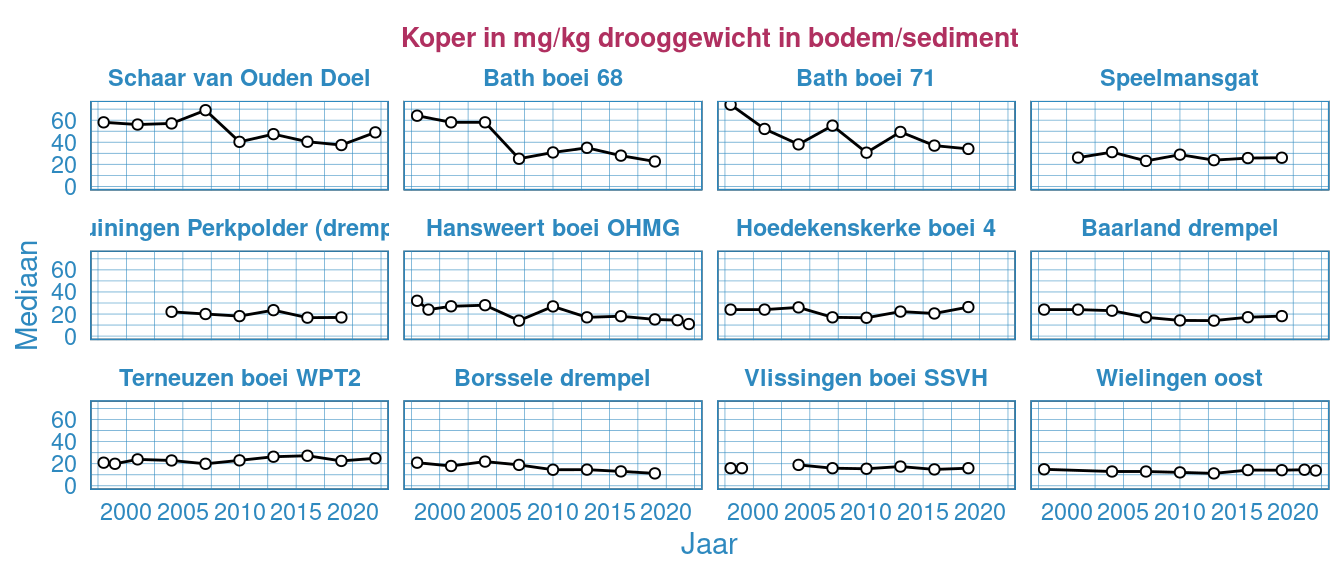 Koper in mg/kg drooggewicht in bodem/sediment
Schaar van Ouden Doel Bath boei 68 Bath boei 71 Speelmansgat
60
40
20
0
uiningen Perkpolder (dremp Hansweert boei OHMG Hoedekenskerke boei 4 Baarland drempel
Mediaan
60
40
20
0
Terneuzen boei WPT2 Borssele drempel Vlissingen boei SSVH Wielingen oost
60
40
20
0
2000 2005 2010 2015 2020 2000 2005 2010 2015 2020 2000 2005 2010 2015 2020 2000 2005 2010 2015 2020
Jaar